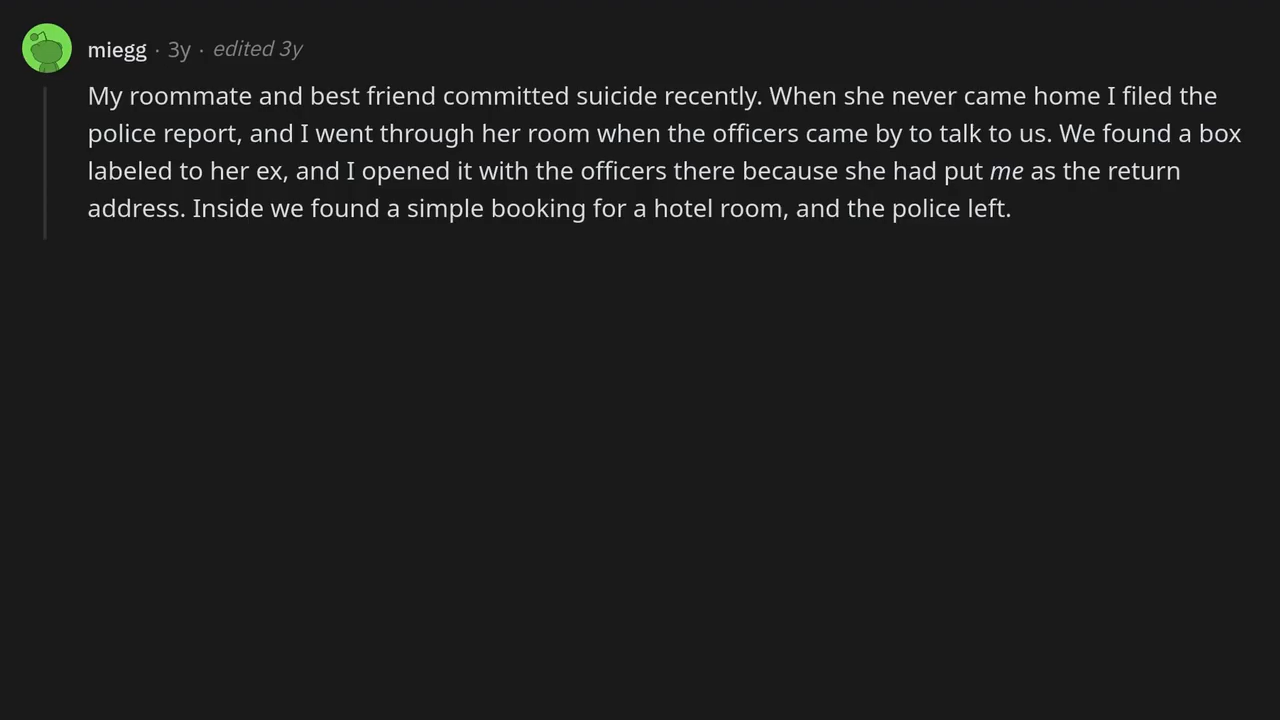 miegg · 3y · edited 3y
My roommate and best friend committed suicide recently. When she never came home I filed the
police report, and I went through her room when the officers came by to talk to us. We found a box
labeled to her ex, and I opened it with the officers there because she had put me as the return
address. Inside we found a simple booking for a hotel room, and the police left.